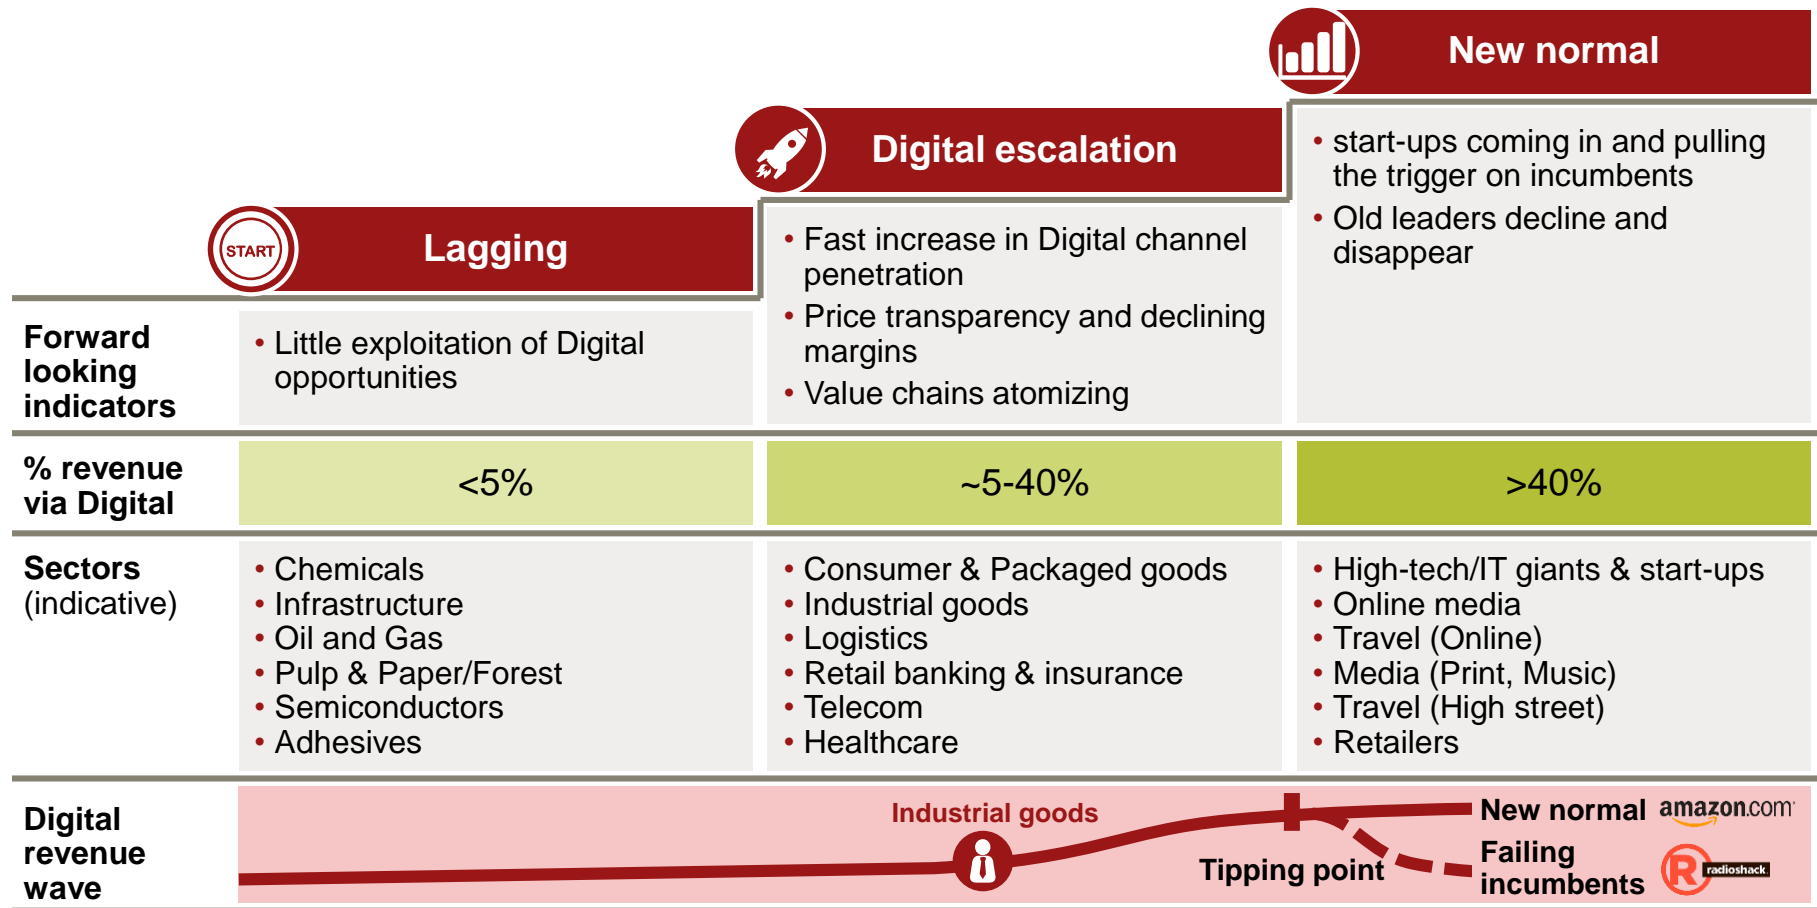 New normal
Digital escalation
START
Lagging
Forward
looking
indicators
• Little exploitation of Digital
opportunities
• Fast increase in Digital channel
penetration
• Price transparency and declining
margins
• Value chains atomizing
• start-ups coming in and pulling
the trigger on incumbents
• Old leaders decline and
disappear
% revenue
via Digital
<5%
~5-40%
>40%
Sectors
(indicative)
• Chemicals
• Infrastructure
• Oil and Gas
• Pulp & Paper/Forest
• Semiconductors
• Adhesives
• Consumer & Packaged goods
• Industrial goods
• Logistics
• Retail banking & insurance
• Telecom
• Healthcare
• High-tech/IT giants & start-ups
• Online media
• Travel (Online)
• Media (Print, Music)
• Travel (High street)
• Retailers
Digital
revenue
wave
Industrial goods
Tipping point
New normal
amazon.com
Failing
incumbents
R
radioshack.